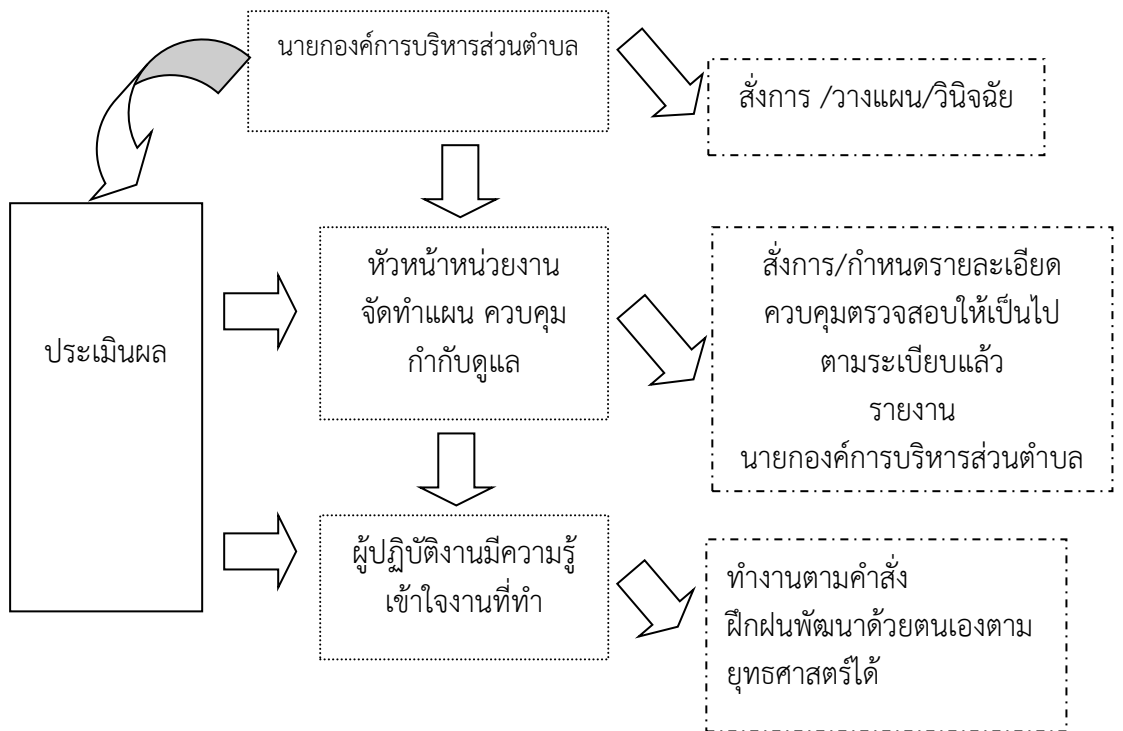 นายกองค์การบริหารส่วนตำบล
สั่งการ /วางแผน/วินิจฉัย
ประเมินผล
หัวหน้าหน่วยงาน
จัดทำแผน ควบคุม
กำกับดูแล
สั่งการ/กำหนดรายละเอียด
ควบคุมตรวจสอบให้เป็นไป
ตามระเบียบแล้ว
รายงาน
นายกองค์การบริหารส่วนตำบล
ผู้ปฏิบัติงานมีความรู้
เข้าใจงานที่ทำ
ทำงานตามคำสั่ง
ฝึกฝนพัฒนาด้วยตนเองตาม
ยุทธศาสตร์ได้